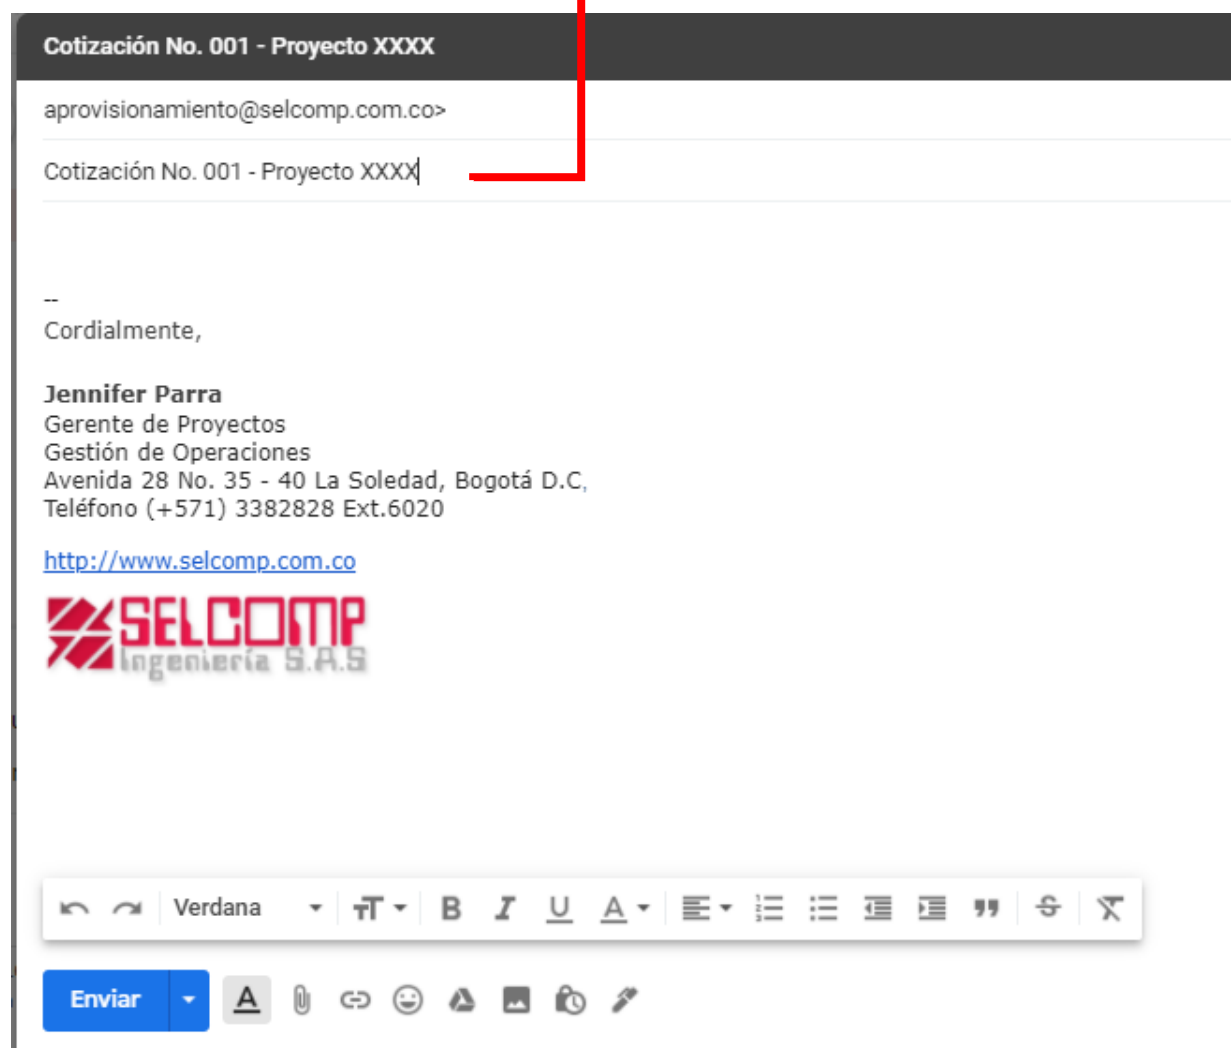 Cotización No. 001 - Proyecto XXXX
aprovisionamiento@selcomp.com.co>
Cotización No. 001 - Proyecto XXXX
--
Cordialmente,
Jennifer Parra
Gerente de Proyectos
Gestión de Operaciones
Avenida 28 No. 35 - 40 La Soledad, Bogotá D.C,
Teléfono (+571) 3382828 Ext.6020
http://www.selcomp.com.co
SELCOMP
Ingeniería S.A.S
Verdana
Enviar